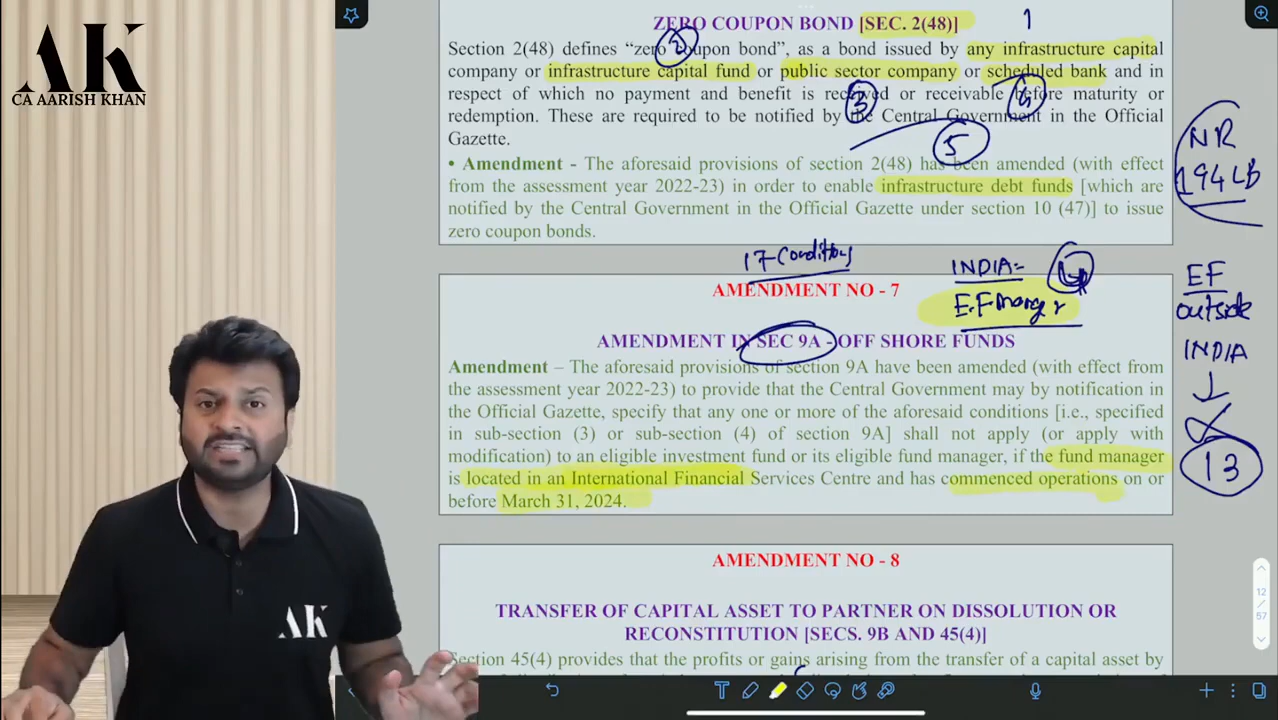 AK
CA AARISH KHAN
ZERO COUPON BOND [SEC. 2(48)]
1
Section 2(48) defines “zero coupon bond”, as a bond issued by any infrastructure capital
2
company or infrastructure capital fund or public sector company or scheduled bank and in
respect of which no payment and benefit is received or receivable before maturity or
3
4
redemption. These are required to be notified by the Central Government in the Official
Gazette.
5
• Amendment - The aforesaid provisions of section 2(48) has been amended (with effect
from the assessment year 2022-23) in order to enable infrastructure debt funds [which are
notified by the Central Government in the Official Gazette under section 10 (47)] to issue
zero coupon bonds.
NR
194LB
17 Conditions
INDIA =
E.F manger
AMENDMENT NO - 7
AMENDMENT IN SEC 9A - OFF SHORE FUNDS
Amendment – The aforesaid provisions of section 9A have been amended (with effect from
the assessment year 2022-23) to provide that the Central Government may by notification in
the Official Gazette, specify that any one or more of the aforesaid conditions [i.e., specified
in sub-section (3) or sub-section (4) of section 9A] shall not apply (or apply with
modification) to an eligible investment fund or its eligible fund manager, if the fund manager
is located in an International Financial Services Centre and has commenced operations on or
before March 31, 2024.
EF
outside
INDIA
13
AMENDMENT NO - 8
TRANSFER OF CAPITAL ASSET TO PARTNER ON DISSOLUTION OR
RECONSTITUTION [SECS. 9B AND 45(4)]
Section 45(4) provides that the profits or gains arising from the transfer of a capital asset by
12
/
57
AK
T